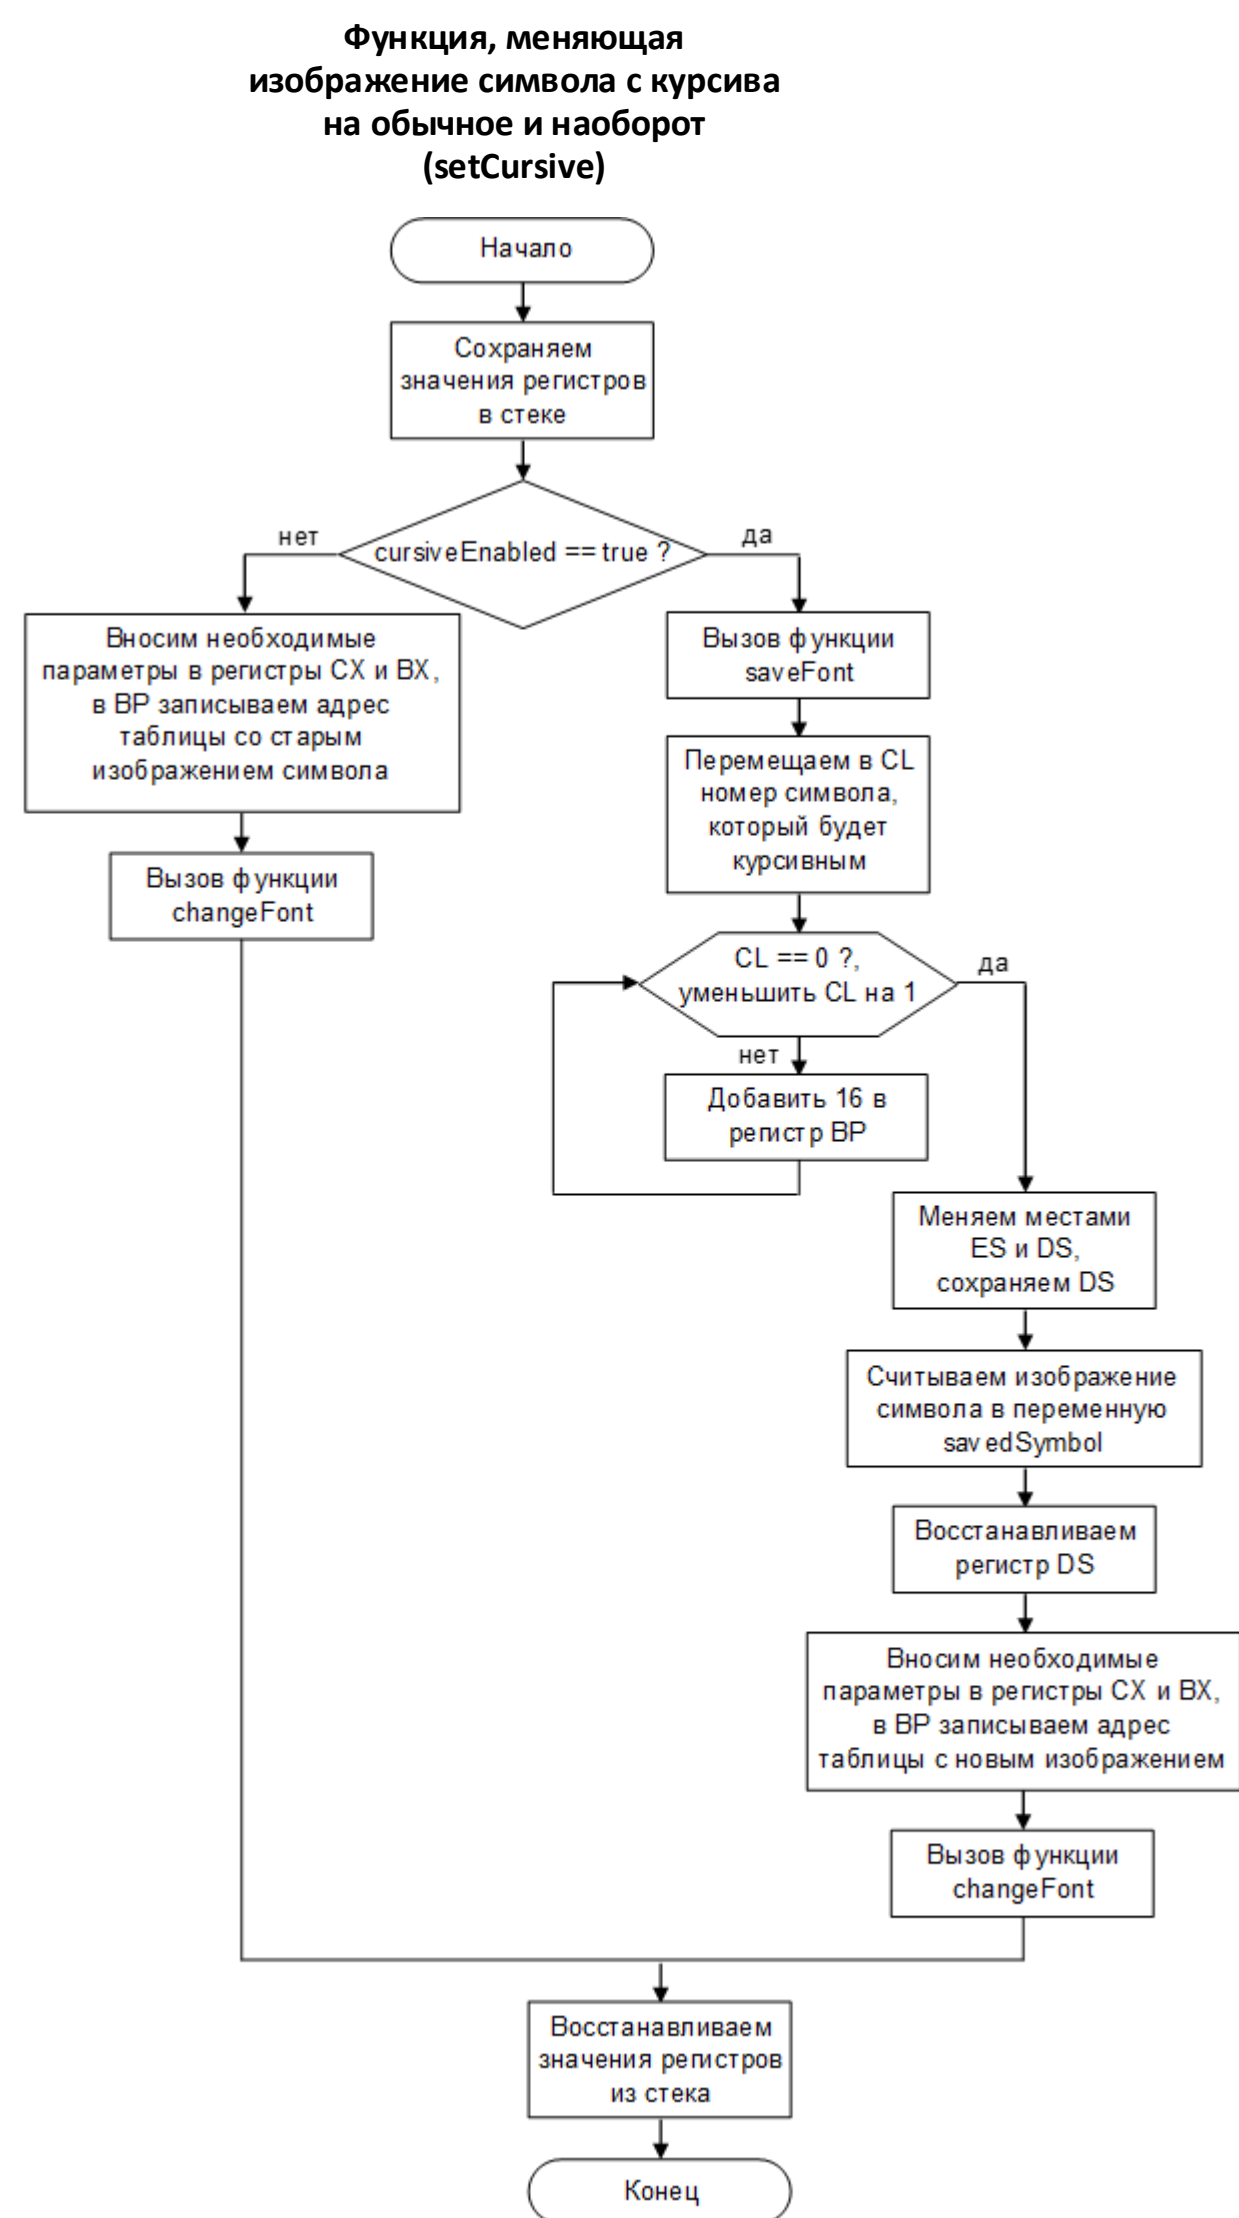 Функция, меняющая
изображение символа с курсива
на обычное и наоборот
(setCursive)
Начало
Сохраняем
значения регистров
в стеке
cursiveEnabled == true ?
нет
да
Вносим необходимые
параметры в регистры CX и BX,
в BP записываем адрес
таблицы со старым
изображением символа
Вызов функции
changeFont
Вызов функции
saveFont
Перемещаем в CL
номер символа,
который будет
курсивным
CL == 0 ?,
уменьшить CL на 1
да
нет
Добавить 16 в
регистр BP
Меняем местами
ES и DS,
сохраняем DS
Считываем изображение
символа в переменную
savedSymbol
Восстанавливаем
регистр DS
Вносим необходимые
параметры в регистры CX и BX,
в BP записываем адрес
таблицы с новым изображением
Вызов функции
changeFont
Восстанавливаем
значения регистров
из стека
Конец